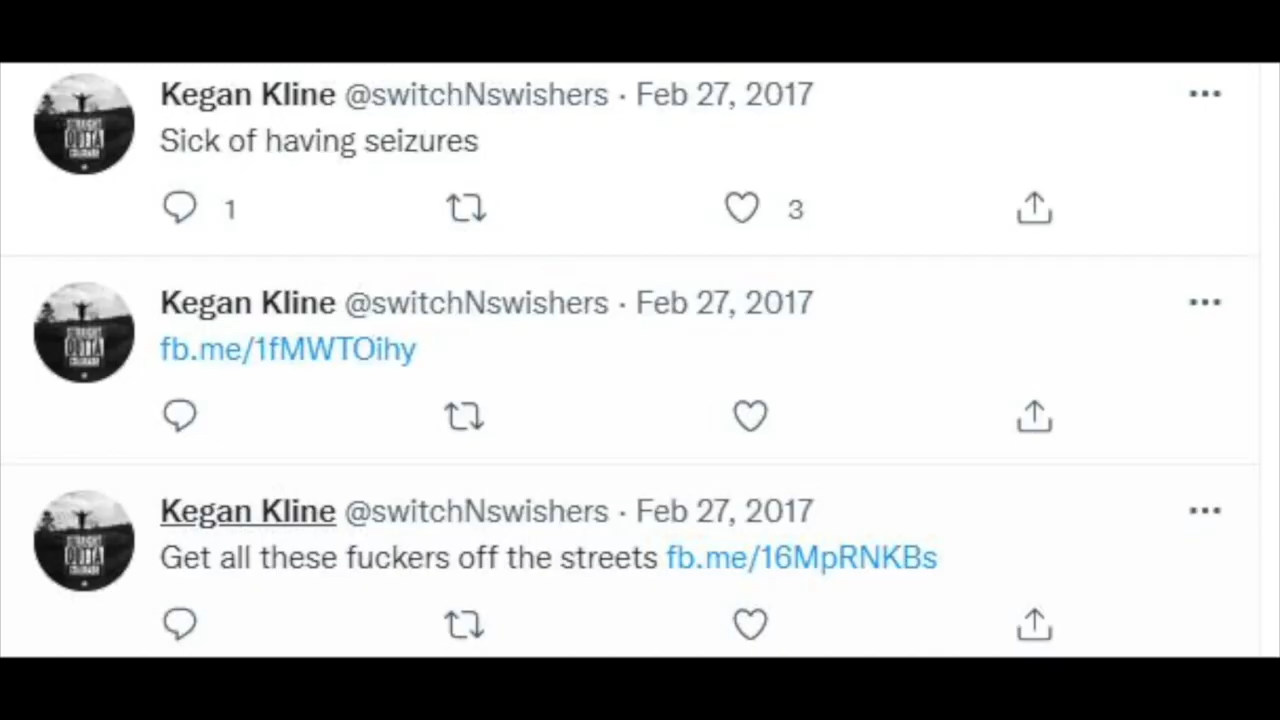 Kegan Kline @switchNswishers · Feb 27, 2017
Sick of having seizures
1 3
Kegan Kline @switchNswishers · Feb 27, 2017
fb.me/1fMWTOihy
Kegan Kline @switchNswishers · Feb 27, 2017
Get all these fuckers off the streets fb.me/16MpRNKBs